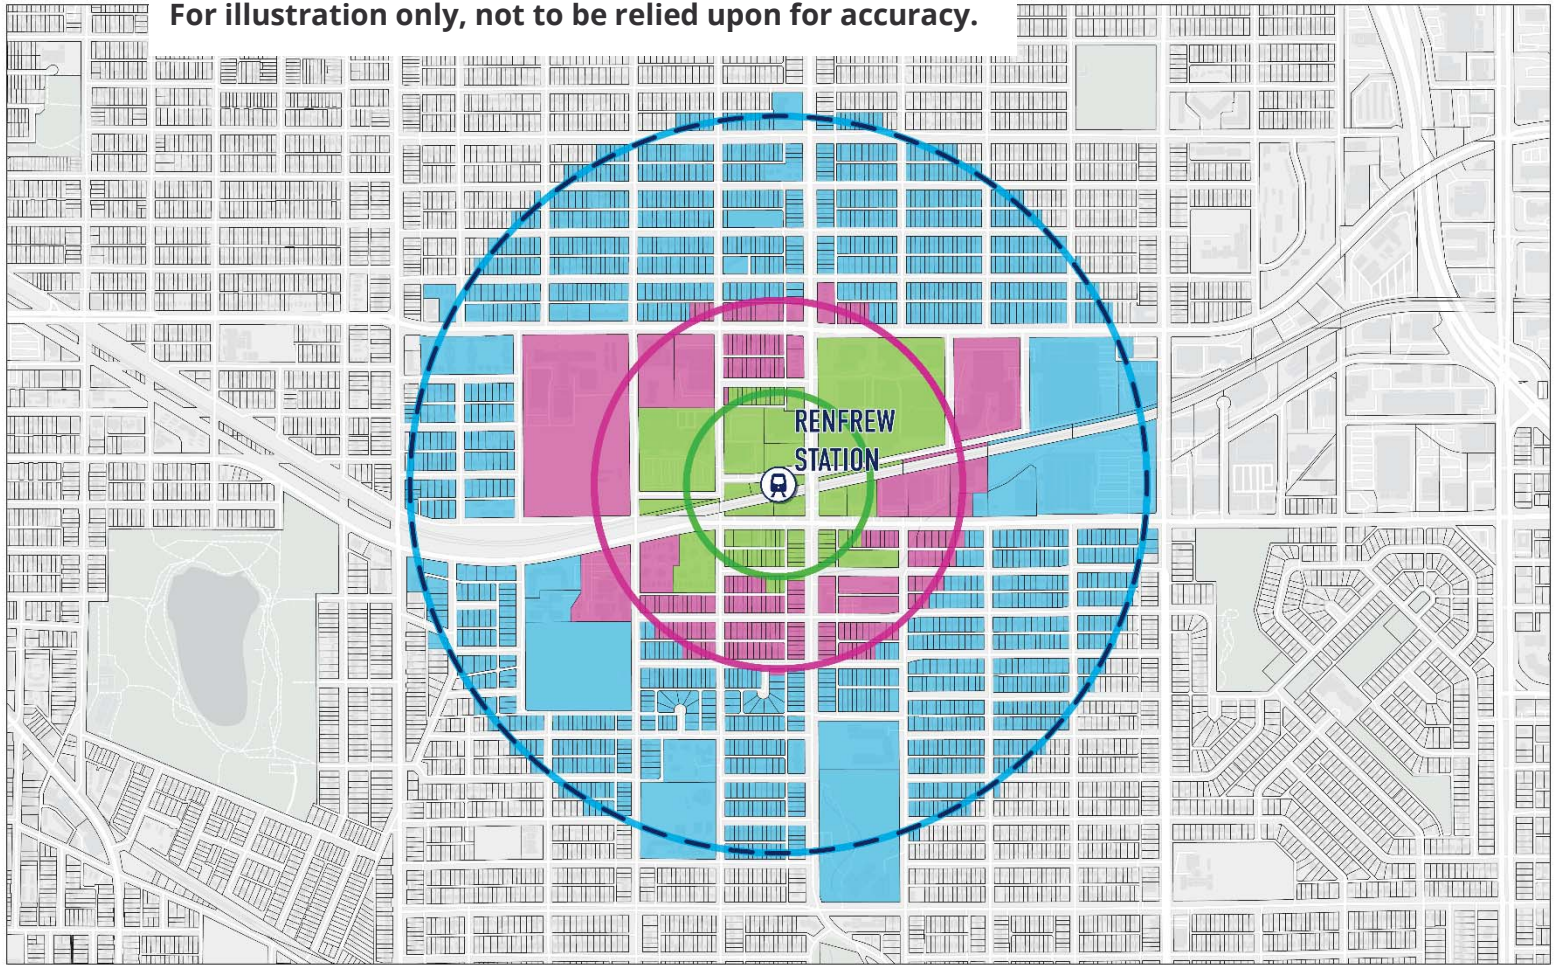 For illustration only, not to be relied upon for accuracy.
RENFREW
STATION